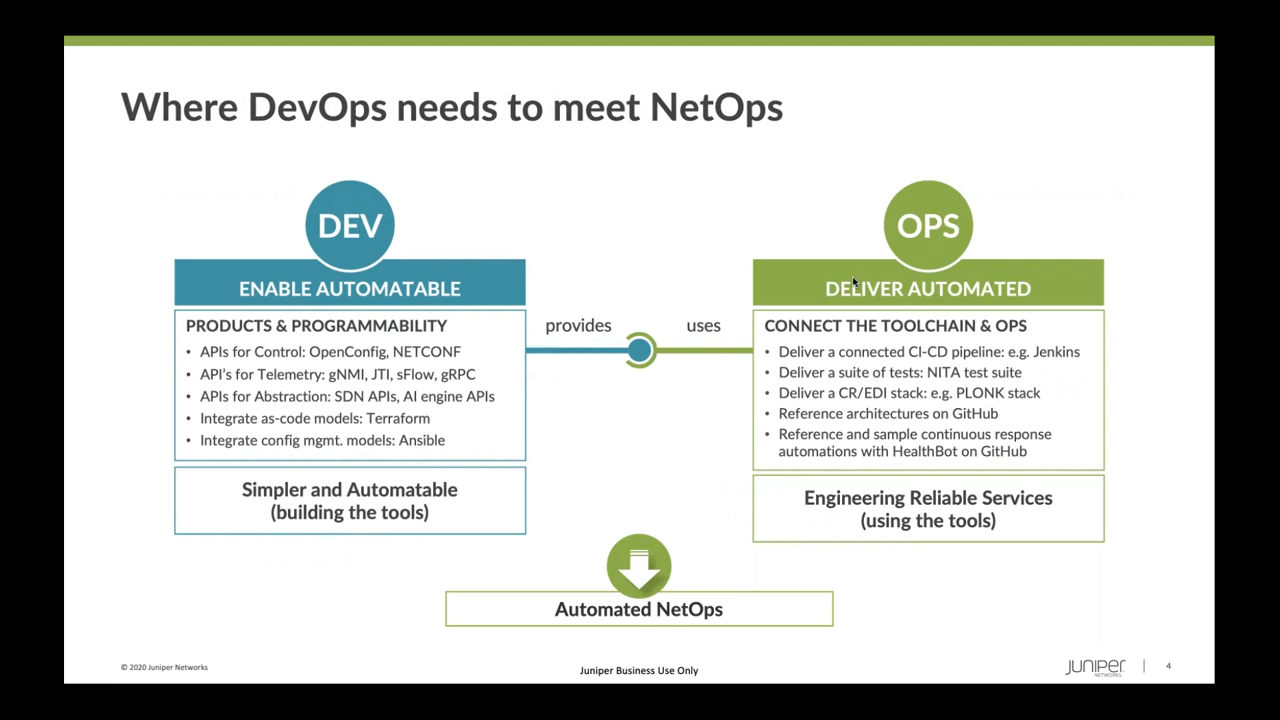 Where DevOps needs to meet NetOps
DEV
ENABLE AUTOMATABLE
PRODUCTS & PROGRAMMABILITY
• APIs for Control: OpenConfig, NETCONF
• API's for Telemetry: gNMI, JTI, sFlow, gRPC
• APIs for Abstraction: SDN APIs, AI engine APIs
• Integrate as-code models: Terraform
• Integrate config mgmt. models: Ansible
Simpler and Automatable
(building the tools)
provides
uses
OPS
DELIVER AUTOMATED
CONNECT THE TOOLCHAIN & OPS
• Deliver a connected CI-CD pipeline: e.g. Jenkins
• Deliver a suite of tests: NITA test suite
• Deliver a CR/EDI stack: e.g. PLONK stack
• Reference architectures on GitHub
• Reference and sample continuous response
automations with HealthBot on GitHub
Engineering Reliable Services
(using the tools)
Automated NetOps
© 2020 Juniper Networks
Juniper Business Use Only
JUNIPER
NETWORKS
4